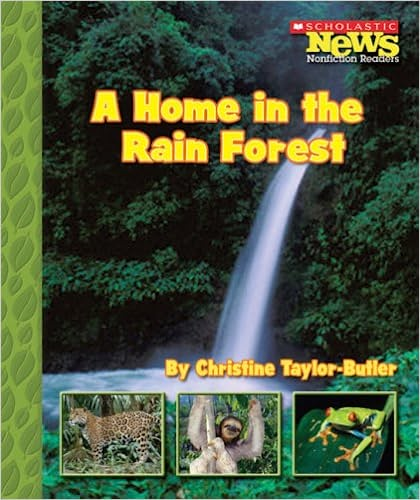 SCHOLASTIC
News
Nonfiction Readers
A Home in the
Rain Forest
By Christine Taylor-Butler